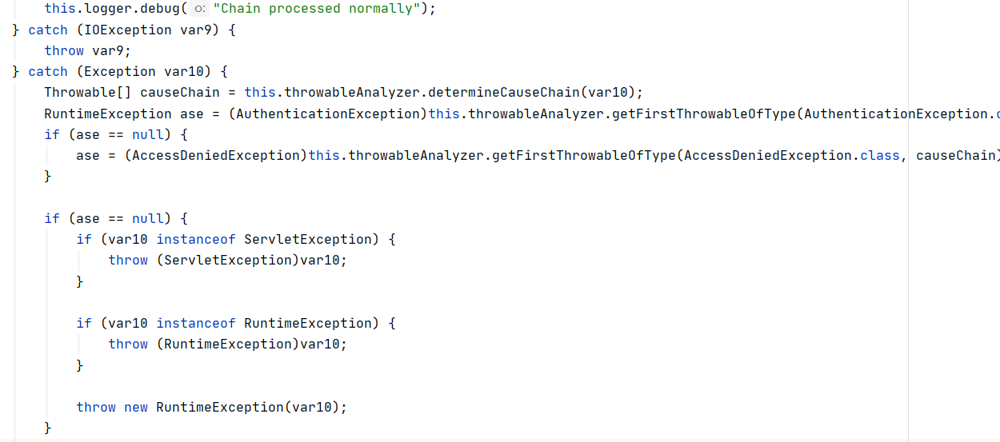 this.logger.debug( o: "Chain processed normally");
} catch (IOException var9) {
throw var9;
} catch (Exception var10) {
Throwable[] causeChain = this.throwableAnalyzer.determineCauseChain(var10);
RuntimeException ase = (AuthenticationException)this.throwableAnalyzer.getFirstThrowableOfType(AuthenticationException.
if (ase == null) {
ase = (AccessDeniedException)this.throwableAnalyzer.getFirstThrowableOfType(AccessDeniedException.class, causeChain)
}
if (ase == null) {
if (var10 instanceof ServletException) {
throw (ServletException)var10;
}
if (var10 instanceof RuntimeException) {
throw (RuntimeException)var10;
}
throw new RuntimeException(var10);
}